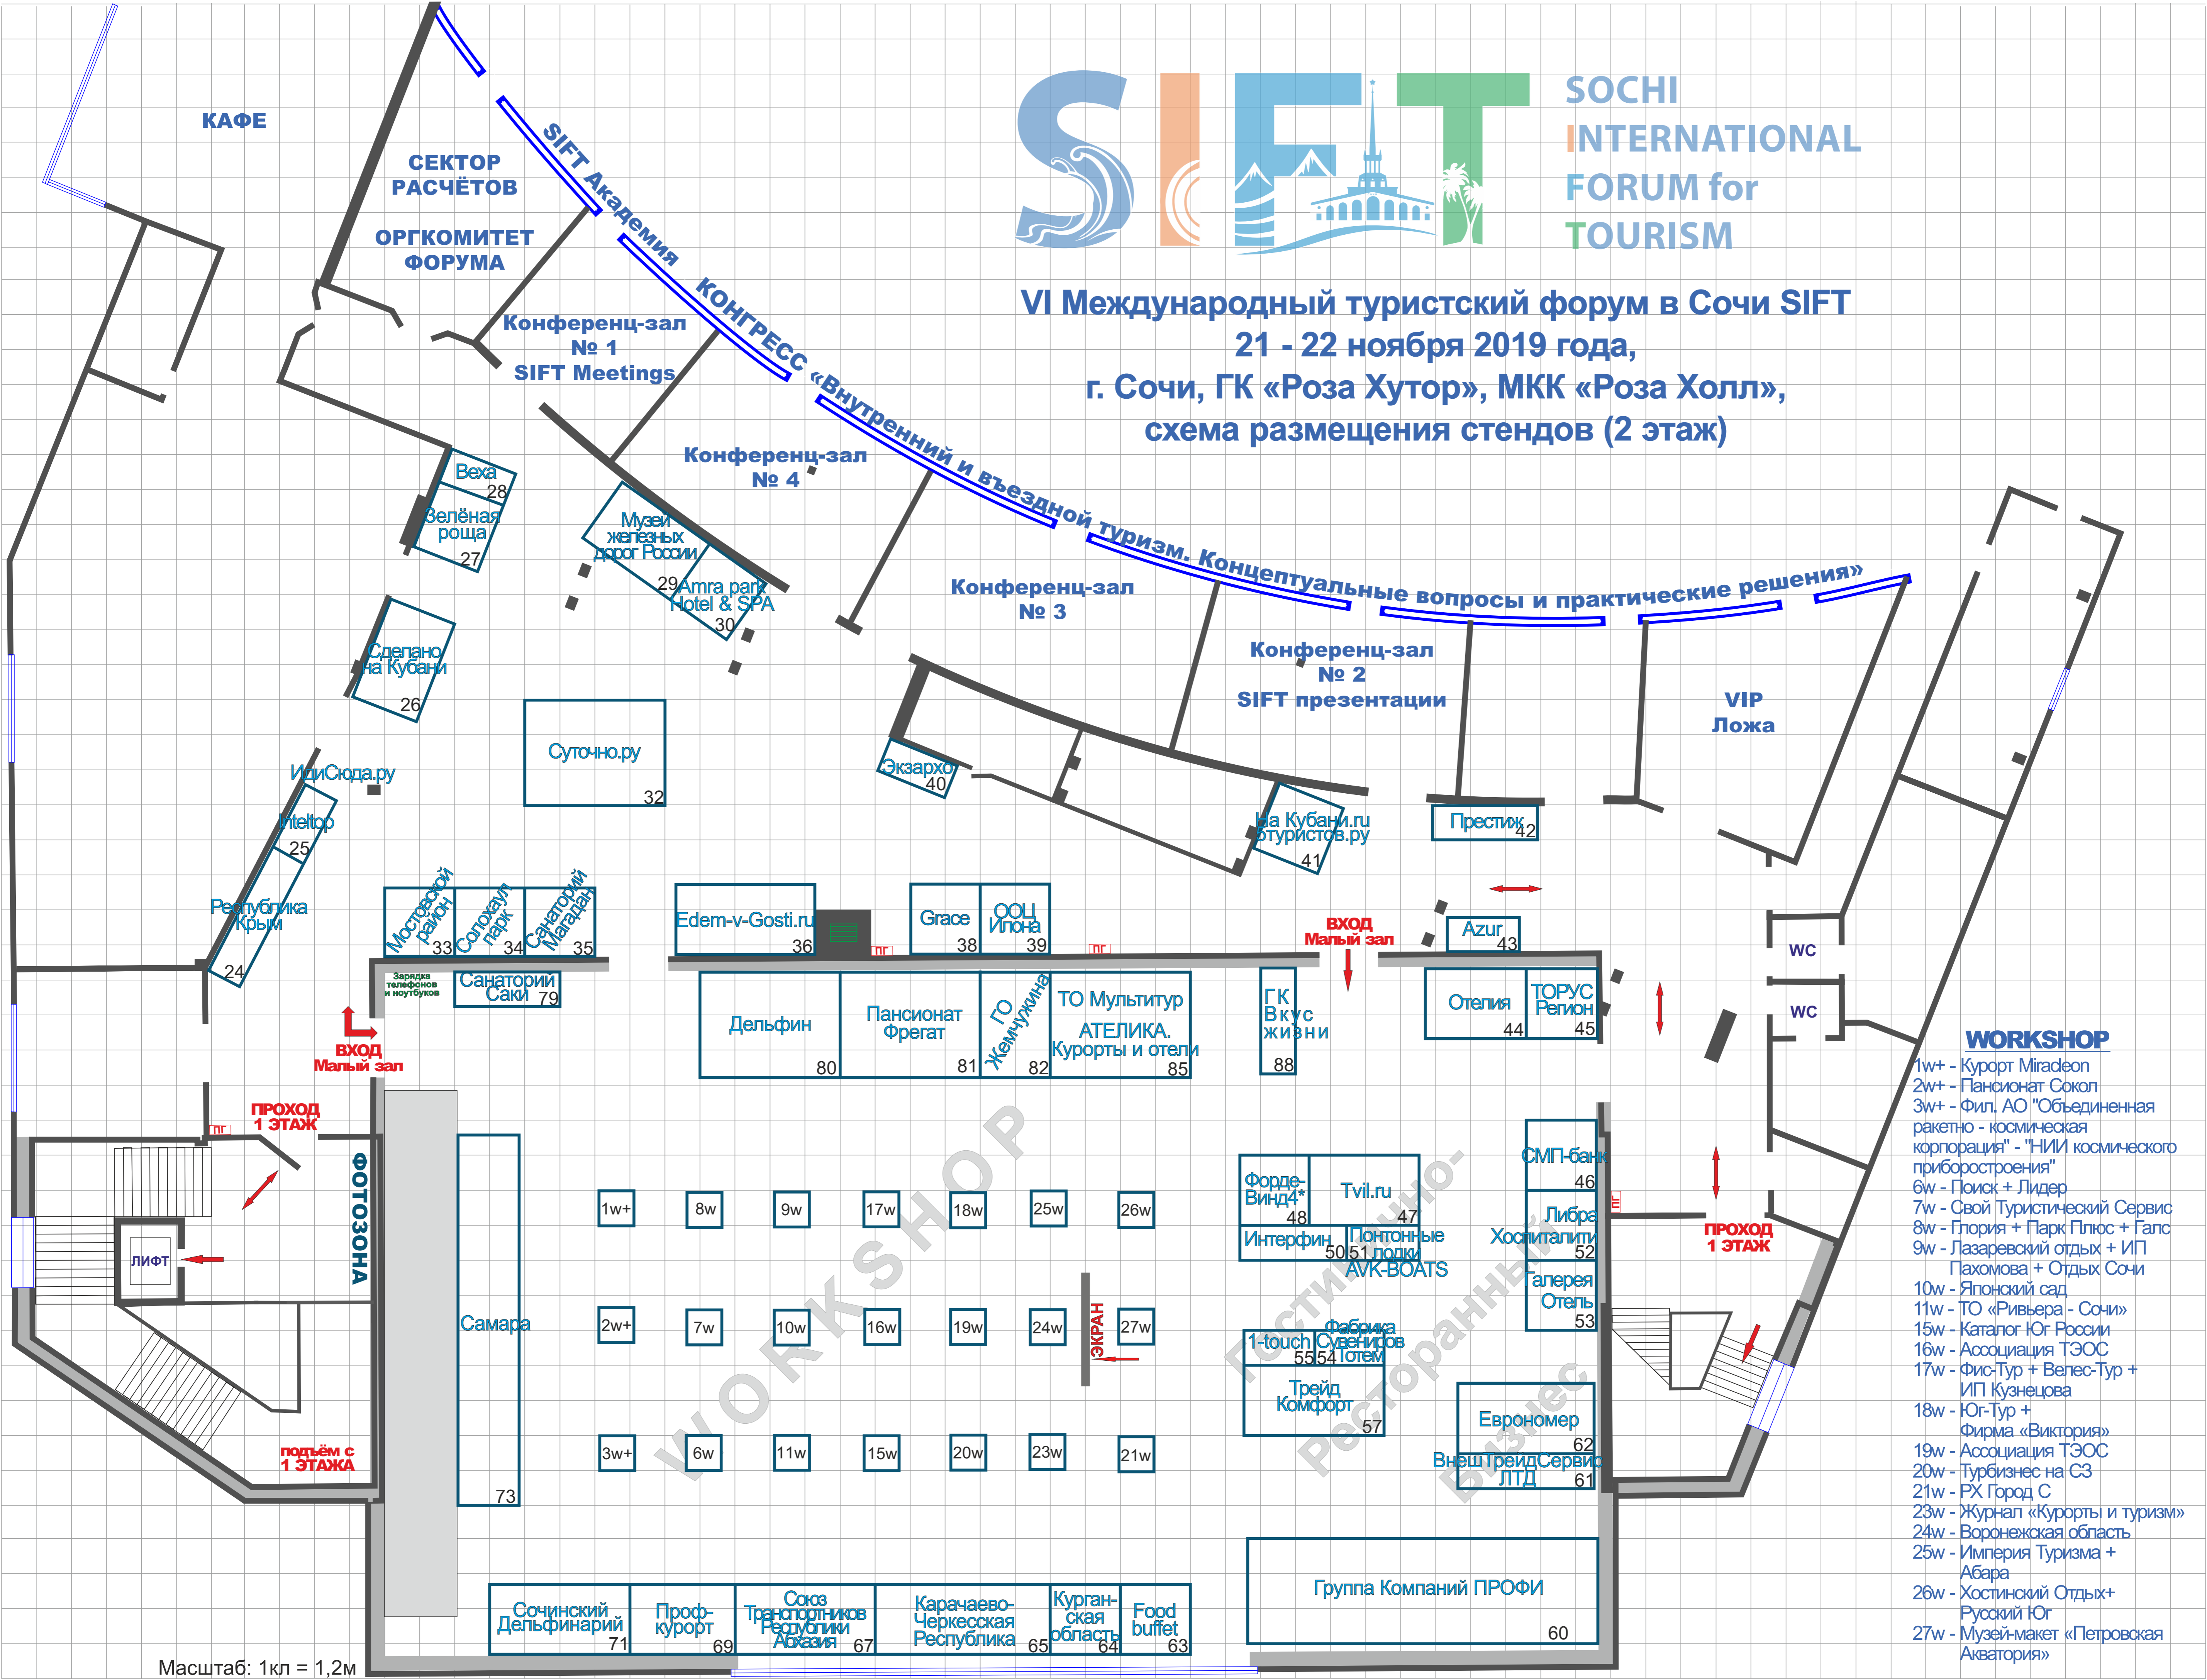 SIFT
SOCHI
INTERNATIONAL
FORUM for
TOURISM
VI Международный туристский форум в Сочи SIFT
21 - 22 ноября 2019 года,
г. Сочи, ГК «Роза Хутор», МКК «Роза Холл»,
схема размещения стендов (2 этаж)
КАФЕ
СЕКТОР
РАСЧЁТОВ
ОРГКОМИТЕТ
ФОРУМА
SIFT Академия
КОНГРЕСС «Внутренний и въездной туризм. Концептуальные вопросы и практические решения»
Конференц-зал
№ 1
SIFT Meetings
Конференц-зал
№ 4
Конференц-зал
№ 3
Конференц-зал
№ 2
SIFT презентации
VIP
Ложа
Веха
28
Зелёная
роща
27
Музей
железных
дорог России
29
Amra park
Hotel & SPA
30
Сделано
на Кубани
26
Суточно.ру
32
ИдиСюда.ру
Inteltop
25
Республика
Крым
24
Экзархо
40
На Кубани.ru
Отуристов.ру
41
Престиж
42
Мостовской
район
33
Солохаул
парк
34
Санаторий
Магадан
35
Edem-v-Gosti.ru
36
ПГ
Grace
38
ООЦ
Илона
39
ПГ
ВХОД
Малый зал
Azur
43
WC
WC
Зарядка
телефонов
и ноутбуков
Санаторий
Саки
79
Дельфин
80
Пансионат
Фрегат
81
ГО
Жемчужина
82
ТО Мультитур
АТЕЛИКА.
Курорты и отели
85
ГК
Вкус
жизни
88
Отелия
44
ТОРУС
Регион
45
ВХОД
Малый зал
ПРОХОД
1 ЭТАЖ
ПГ
ФОТОЗОНА
ЛИФТ
подъём с
1 ЭТАЖА
Самара
73
WORKSHOP
1w+
8w
9w
17w
18w
25w
26w
2w+
7w
10w
16w
19w
24w
27w
3w+
6w
11w
15w
20w
23w
21w
ЭКРАН
Гостинично-
Ресторанный
Бизнес
Форде-
Винд4*
48
Tvil.ru
47
Интерфин
50
51
Понтонные
лодки
AVK-BOATS
СМП-банк
46
Либра
Хоспиталити
52
Галерея
Отель
53
ПГ
ПРОХОД
1 ЭТАЖ
1-touch
55
54
Фабрика
Сувениров
Тотем
Трейд
Комфорт
57
Еврономер
62
ВнешТрейдСервис
ЛТД
61
Группа Компаний ПРОФИ
60
Сочинский
Дельфинарий
71
Проф-
курорт
69
Союз
Транспортников
Республики
Абхазия
67
Карачаево-
Черкесская
Республика
65
Курган-
ская
область
64
Food
buffet
63
Масштаб: 1кл = 1,2м
WORKSHOP
1w+ - Курорт Miradeon
2w+ - Пансионат Сокол
3w+ - Фил. АО "Объединенная
ракетно - космическая
корпорация" - "НИИ космического
приборостроения"
6w - Поиск + Лидер
7w - Свой Туристический Сервис
8w - Глория + Парк Плюс + Галс
9w - Лазаревский отдых + ИП
Пахомова + Отдых Сочи
10w - Японский сад
11w - ТО «Ривьера - Сочи»
15w - Каталог Юг России
16w - Ассоциация ТЭОС
17w - Фис-Тур + Велес-Тур +
ИП Кузнецова
18w - Юг-Тур +
Фирма «Виктория»
19w - Ассоциация ТЭОС
20w - Турбизнес на СЗ
21w - РХ Город С
23w - Журнал «Курорты и туризм»
24w - Воронежская область
25w - Империя Туризма +
Абара
26w - Хостинский Отдых+
Русский Юг
27w - Музей-макет «Петровская
Акватория»